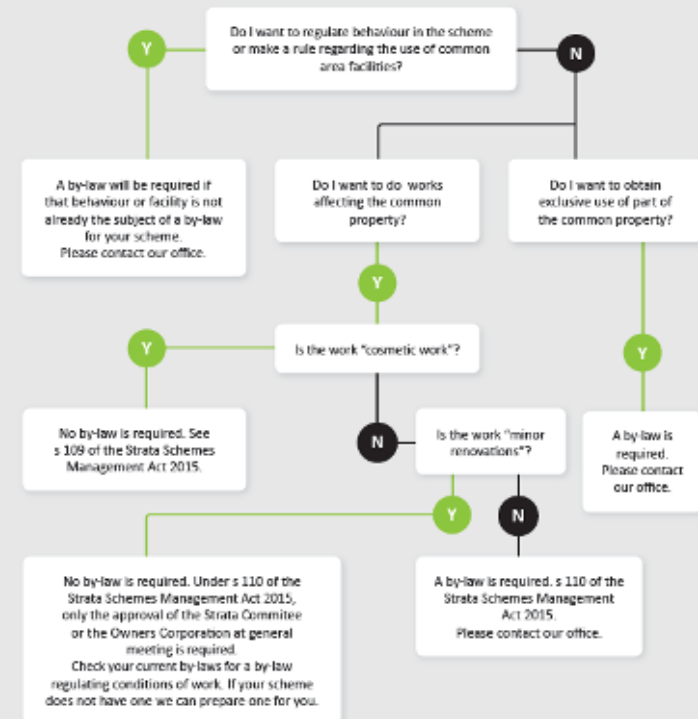 Do I want to regulate behaviour in the scheme
or make a rule regarding the use of common
area facilities?
Y
N
A by-law will be required if
that behaviour or facility is not
already the subject of a by-law
for your scheme.
Please contact our office.
Do I want to do works
affecting the common
property?
Do I want to obtain
exclusive use of part of
the common property?
Y
Y
Is the work "cosmetic work"?
Y
No by-law is required. See
s 109 of the Strata Schemes
Management Act 2015.
N
Is the work "minor
renovations"?
A by-law is
required.
Please contact
our office.
Y
N
No by-law is required. Under s 110 of the
Strata Schemes Management Act 2015,
only the approval of the Strata Commitee
or the Owners Corporation at general
meeting is required.
Check your current by-laws for a by-law
regulating conditions of work. If your scheme
does not have one we can prepare one for you.
A by-law is required. s 110 of the
Strata Schemes Management
Act 2015.
Please contact our office.